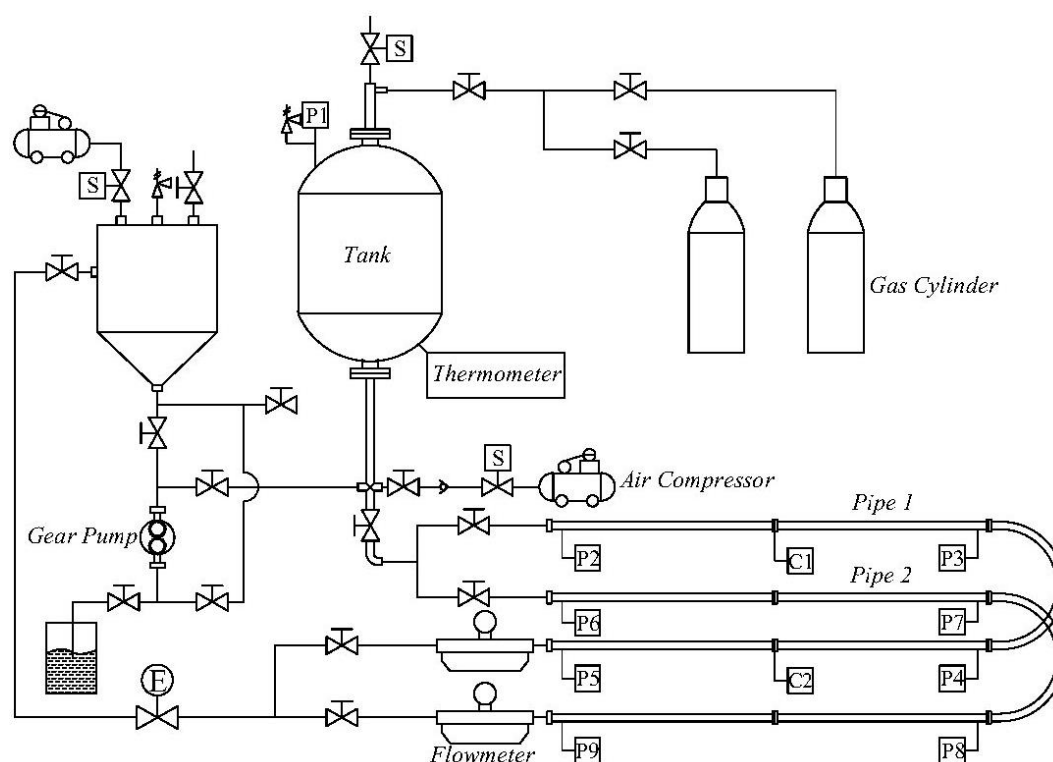 S
P1
S
Tank
Gas Cylinder
Thermometer
S
Air Compressor
Gear Pump
Pipe 1
P2
C1
P3
Pipe 2
P6
P7
P5
C2
P4
E
Flowmeter
P9
P8